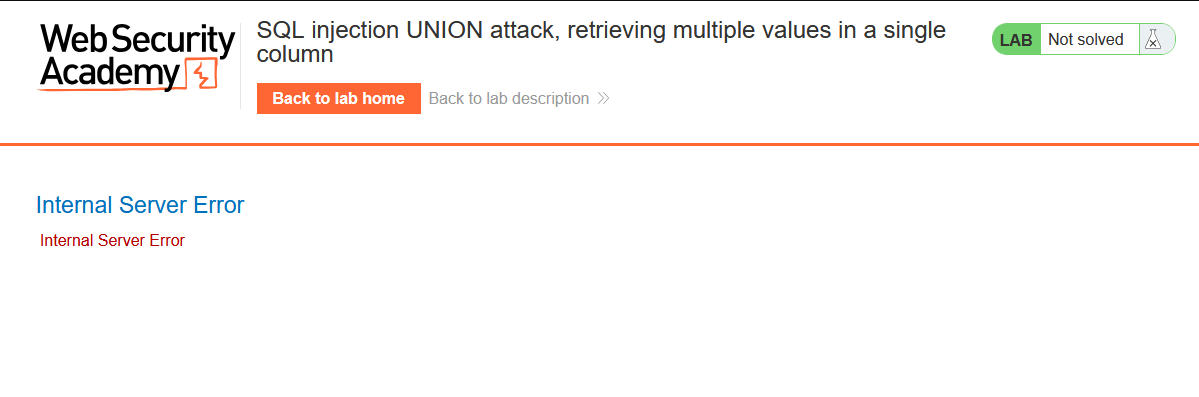 Web Security
Academy
SQL injection UNION attack, retrieving multiple values in a single
column
Back to lab home Back to lab description
LAB Not solved
Internal Server Error
Internal Server Error